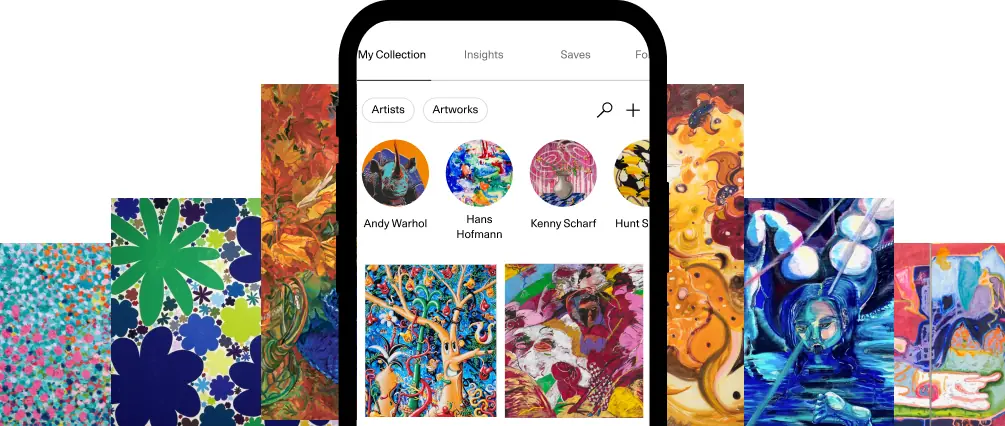 My Collection Insights Saves Fo
Artists Artworks
Andy Warhol Hans Kenny Scharf Hunt S
Hofmann